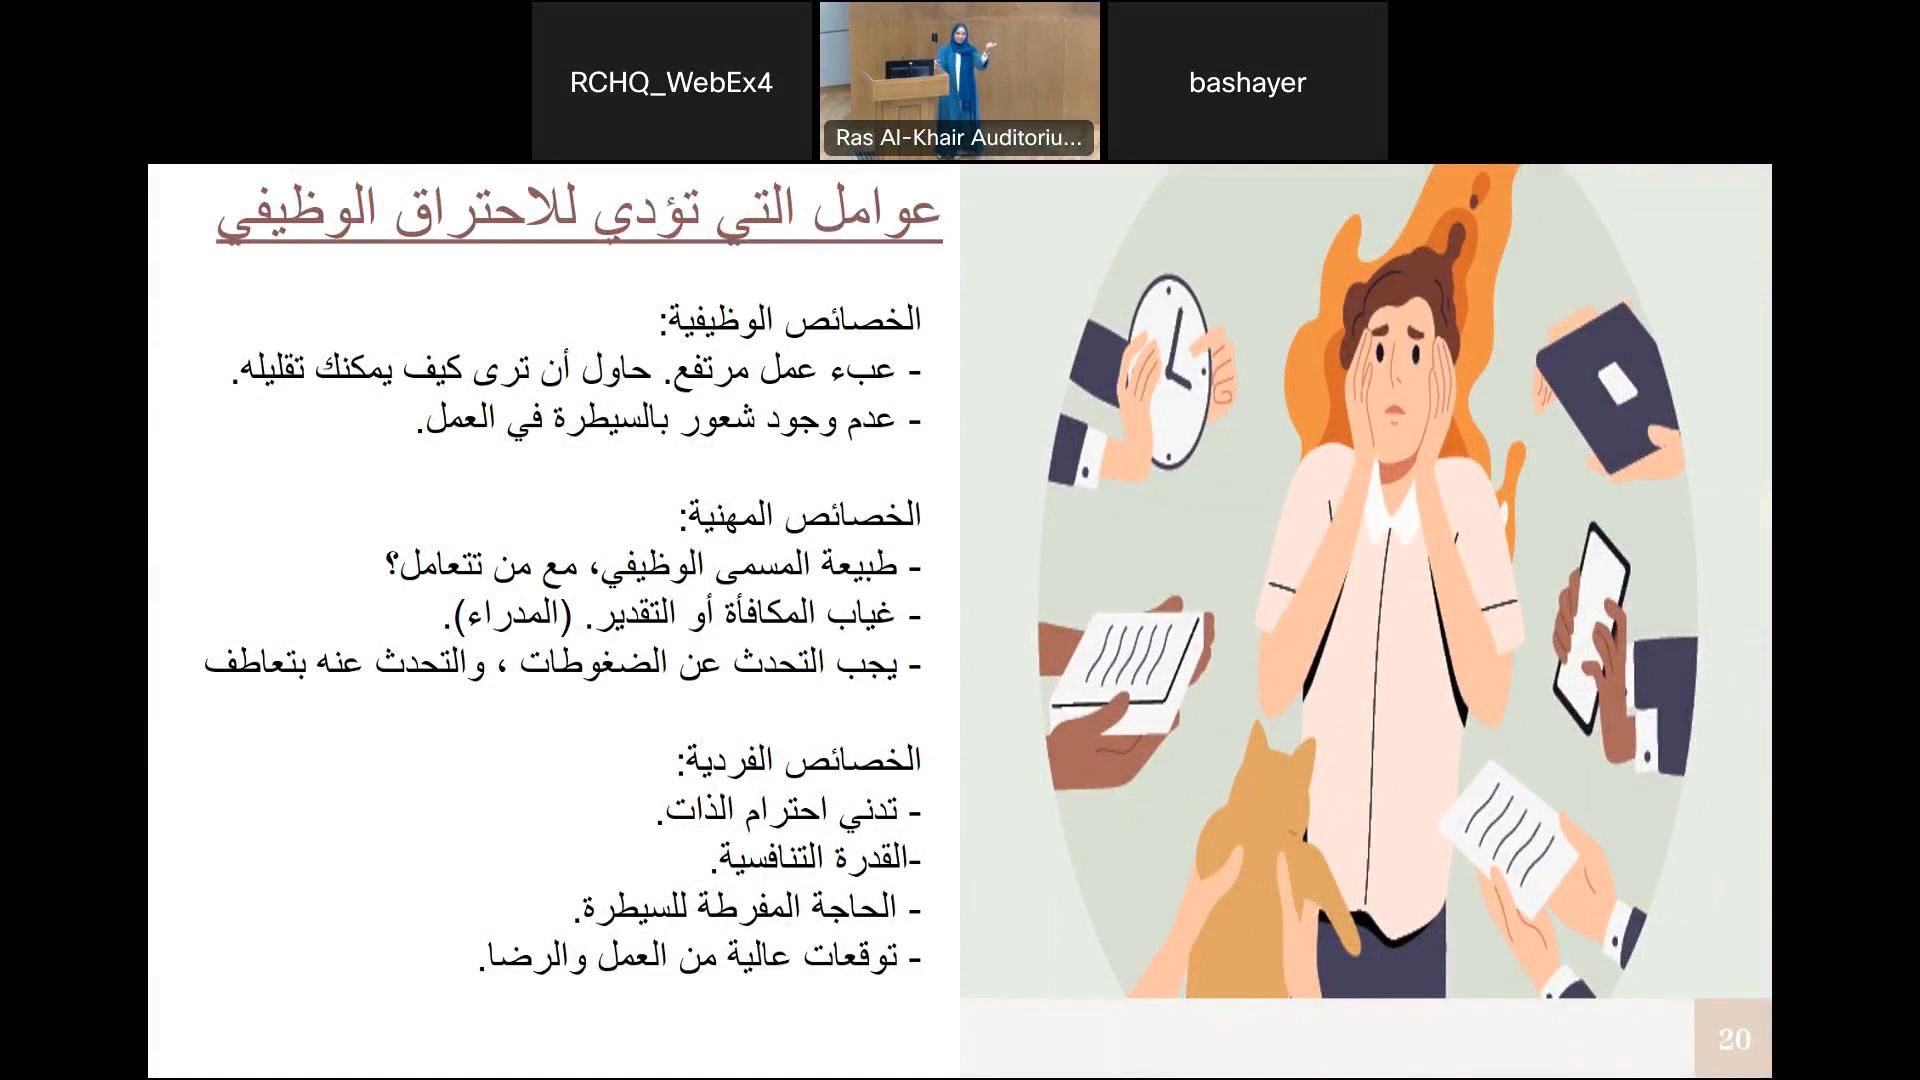 RCHQ_WebEx4
Ras Al-Khair Auditoriu...
bashayer
عوامل التي تؤدي للاحتراق الوظيفي
الخصائص الوظيفية:
- عبء عمل مرتفع. حاول أن ترى كيف يمكنك تقليله.
- عدم وجود شعور بالسيطرة في العمل.
الخصائص المهنية:
- طبيعة المسمى الوظيفي، مع من تتعامل؟
- غياب المكافأة أو التقدير. (المدراء).
- يجب التحدث عن الضغوطات ، والتحدث عنه بتعاطف
الخصائص الفردية:
- تدني احترام الذات.
-القدرة التنافسية.
- الحاجة المفرطة للسيطرة.
- توقعات عالية من العمل والرضا.
20